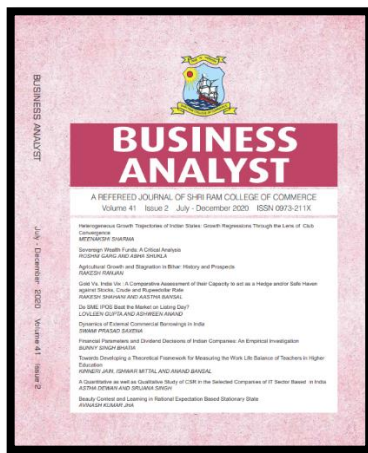 BUSINESS ANALYST
July - December 2020 Volume 41 Issue 2
BUSINESS
ANALYST
A REFEREED JOURNAL OF SHRI RAM COLLEGE OF COMMERCE
Volume 41 Issue 2 July - December 2020 ISSN 0973-211X
Heterogeneous Growth Trajectories of Indian States: Growth Regressions Through the Lens of Club
Convergence
MEENAKSHI SHARMA
Sovereign Wealth Funds: A Critical Analysis
ROSHNI GARG AND ABHA SHUKLA
Agricultural Growth and Stagnation in Bihar: History and Prospects
RAKESH RANJAN
Gold Vs. India Vix : A Comparative Assessment of their Capacity to act as a Hedge and/or Safe Haven
against Stocks, Crude and Rupee/dollar Rate
RAKESH SHAHANI AND AASTHA BANSAL
Do SME IPOS Beat the Market on Listing Day?
LOVLEEN GUPTA AND ASHWEEN ANAND
Dynamics of External Commercial Borrowings in India
SWAMI PRASAD SAXENA
Financial Parameters and Dividend Decisions of Indian Companies: An Empirical Investigation
BUNNY SINGH BHATIA
Towards Developing a Theoretical Framework for Measuring the Work Life Balance of Teachers in Higher
Education
KIRNERI JAIN, ISHWAR MITTAL AND ANAND BANSAL
A Quantitative as well as Qualitative Study of CSR in the Selected Companies of IT Sector Based in India
ASTHA DEWAN AND SRIJANA SINGH
Beauty Contest and Learning in Rational Expectation Based Stationary State
AVINASH KUMAR JHA